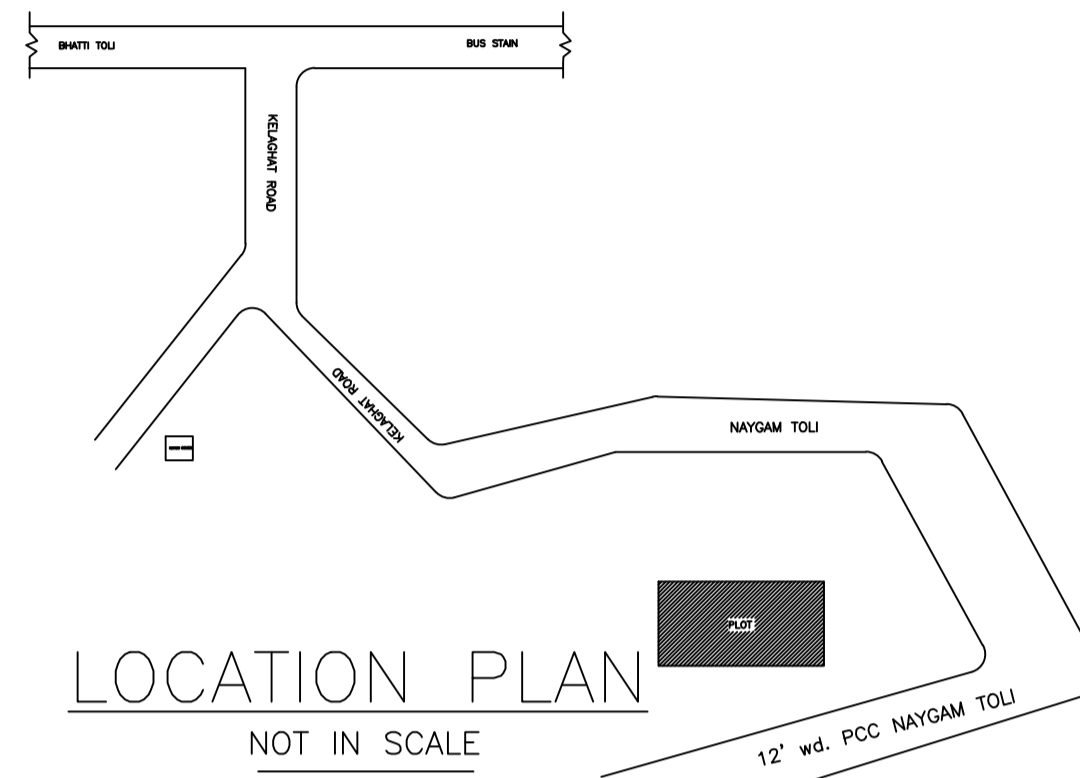 BHATTI TOLI
BUS STAIN
KELAGHAT ROAD
KELAGHAT ROAD
NAYGAM TOLI
PLOT
LOCATION PLAN
NOT IN SCALE
12' wd. PCC NAYGAM TOLI